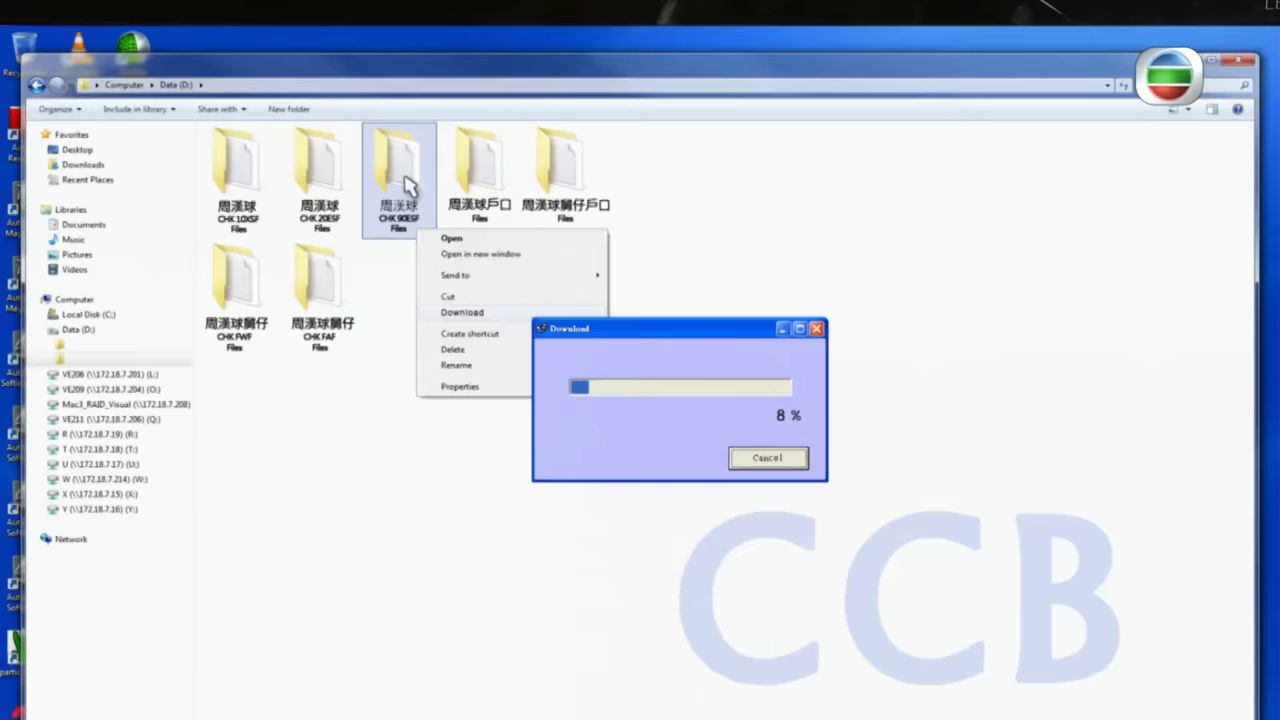 Recy
Computer
Data (D:)
Organize
Include in library
Share with
New folder
Favorites
Desktop
Downloads
Recent Places
Libraries
Documents
Music
Pictures
Videos
Computer
Local Disk (C:)
Data (D:)
VE206 (\\172.18.7.201) (L:)
VE209 (\\172.18.7.204) (O:)
Mac3_RAID_Visual (\\172.18.7.208)
VE211 (\\172.18.7.206) (Q:)
R (\\172.18.7.19) (R:)
T (\\172.18.7.18) (T:)
U (\\172.18.7.17) (U:)
W (\\172.18.7.214) (W:)
X (\\172.18.7.15) (X:)
Y (\\172.18.7.16) (Y:)
Network
周漢球
CHK 10XSF
Files
周漢球
CHK 20ESF
Files
周漢球
CHK 90ESF
Files
周漢球戶口
Files
周漢球舅仔戶口
Files
周漢球舅仔
CHK FWF
Files
周漢球舅仔
CHK FAF
Files
Open
Open in new window
Send to
Cut
Download
Create shortcut
Delete
Rename
Properties
Download
8 %
Cancel
CCB